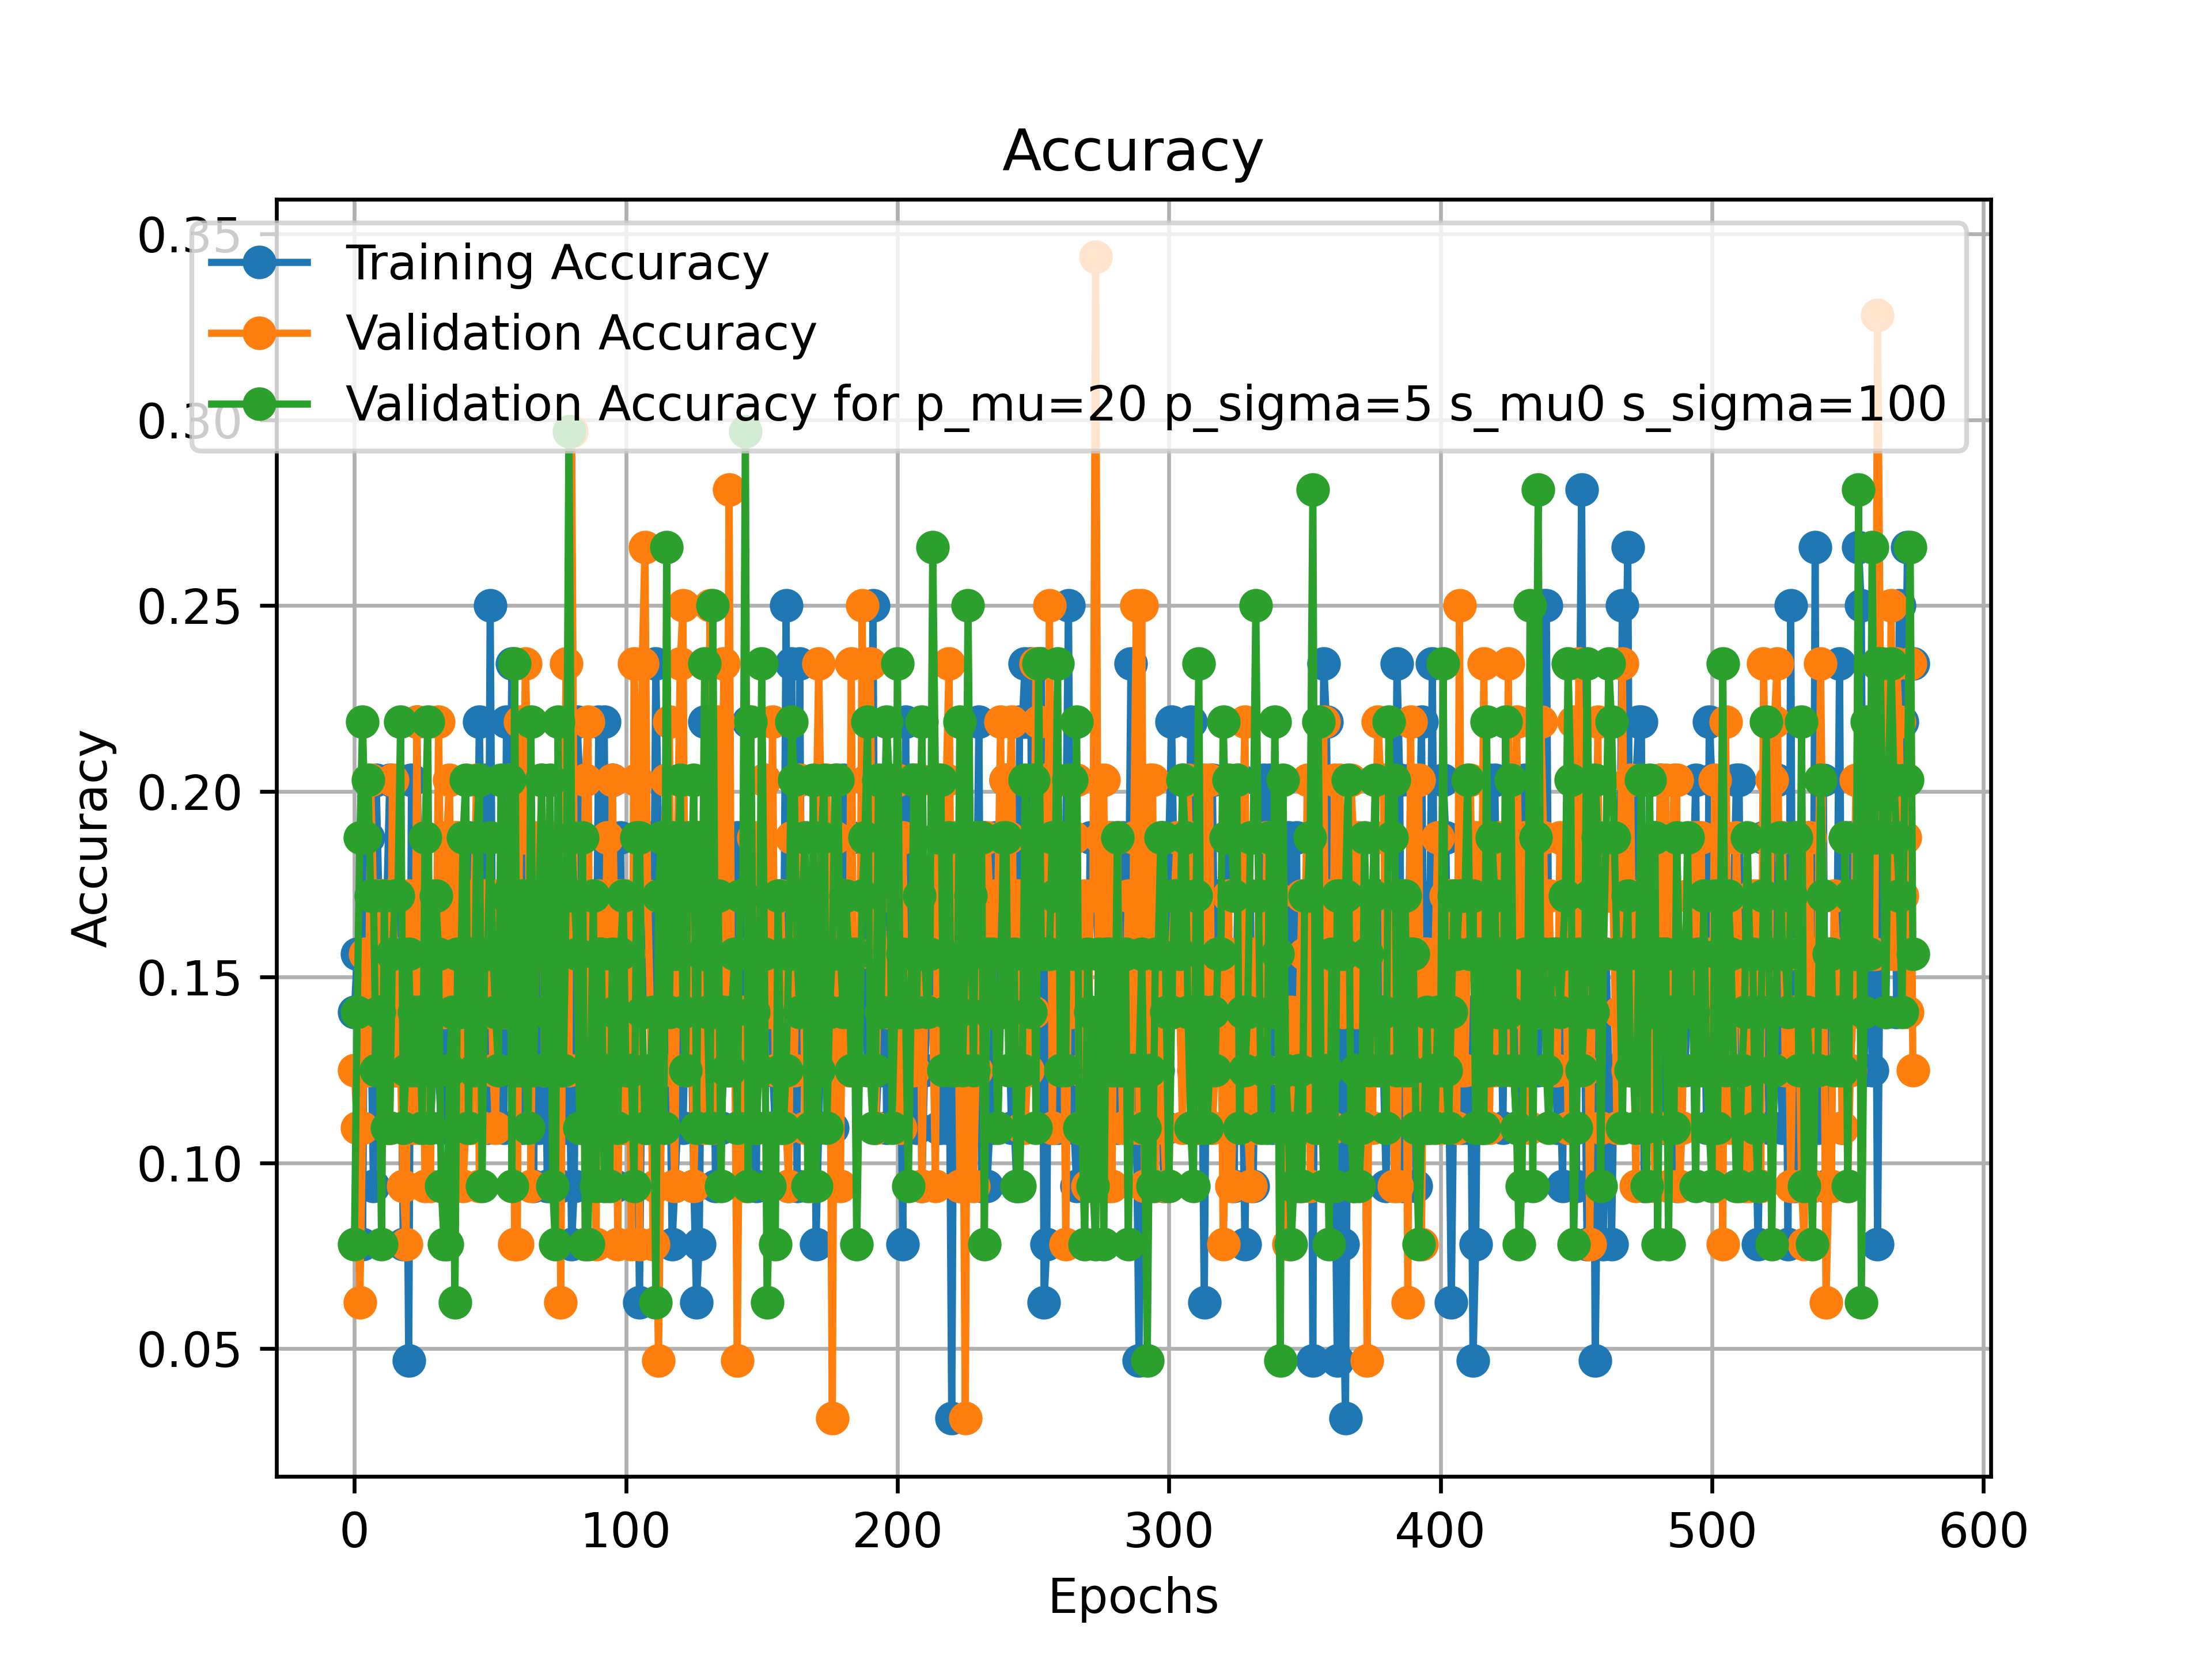 Accuracy
0.35
Training Accuracy
Validation Accuracy
0.30
Validation Accuracy for p_mu=20 p_sigma=5 s_mu0 s_sigma=100
0.25
0.20
Accuracy
0.15
0.10
0.05
0 100 200 300 400 500 600
Epochs